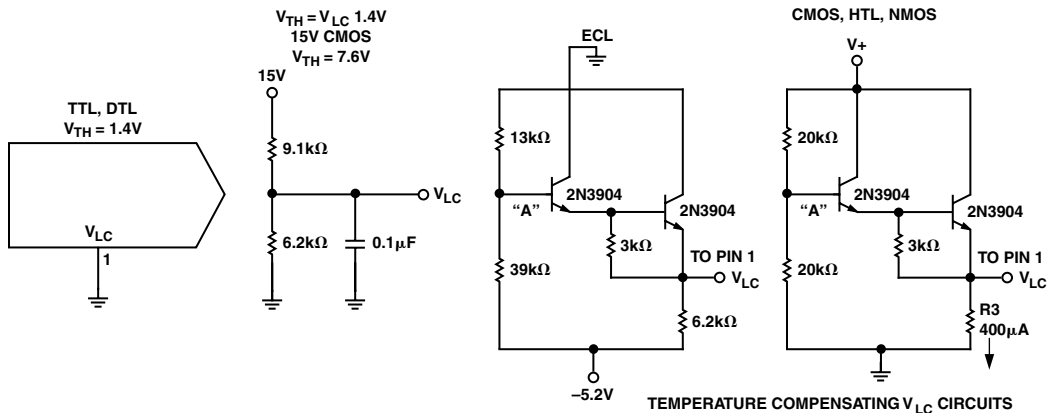 V_TH = V_LC 1.4V
15V CMOS
V_TH = 7.6V
15V
9.1kΩ
V_LC
6.2kΩ
0.1μF
TTL, DTL
V_TH = 1.4V
V_LC
1
ECL
13kΩ
2N3904
"A"
2N3904
3kΩ
TO PIN 1
V_LC
39kΩ
6.2kΩ
–5.2V
CMOS, HTL, NMOS
V+
20kΩ
2N3904
"A"
2N3904
3kΩ
TO PIN 1
V_LC
20kΩ
R3
400μA
TEMPERATURE COMPENSATING V_LC CIRCUITS